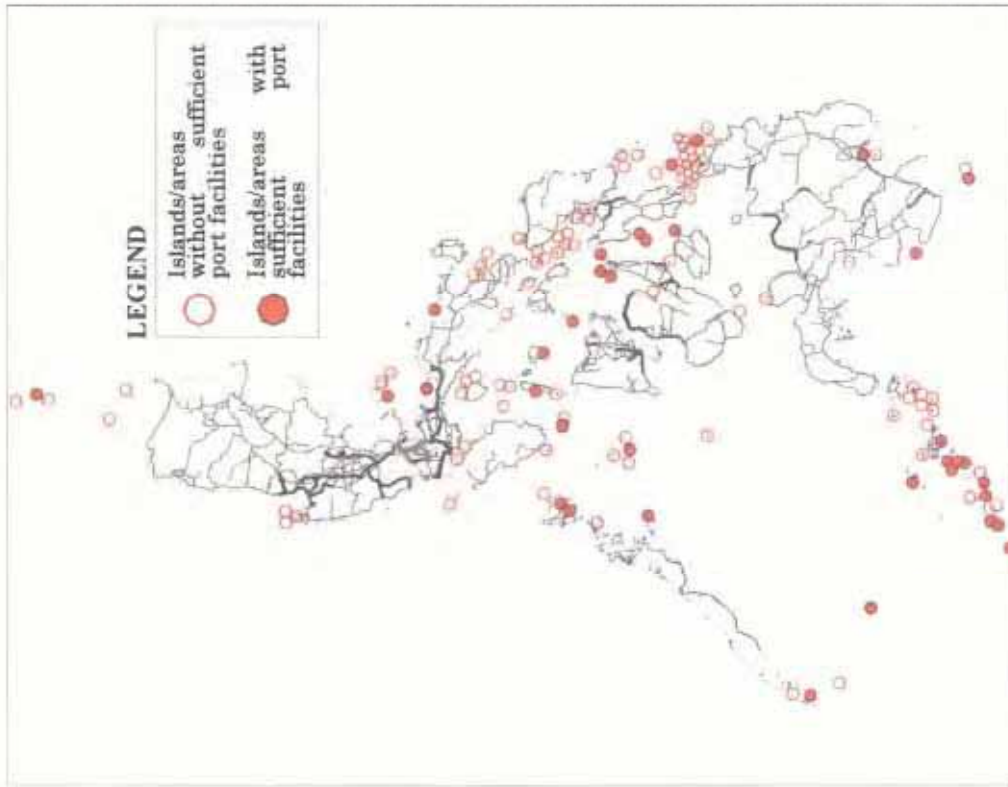 LEGEND
Islands/areas
without sufficient
port facilities
Islands/areas with
sufficient port
facilities